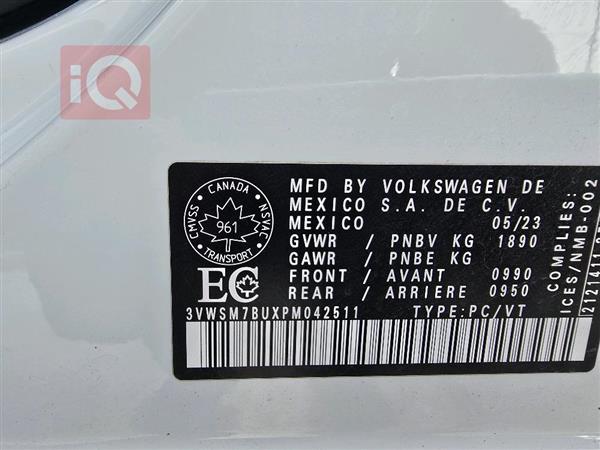 iQ
CANADA
CMVSS
NSVAC
961
TRANSPORT
EC
MFD BY VOLKSWAGEN DE
MEXICO S.A. DE C.V.
MEXICO 05/23
GVWR / PNBV KG 1890
GAWR / PNBE KG
FRONT / AVANT 0990
REAR / ARRIERE 0950
3VWSM7BUXPM042511 TYPE:PC/VT
COMPLIES:
ICES/NMB-002